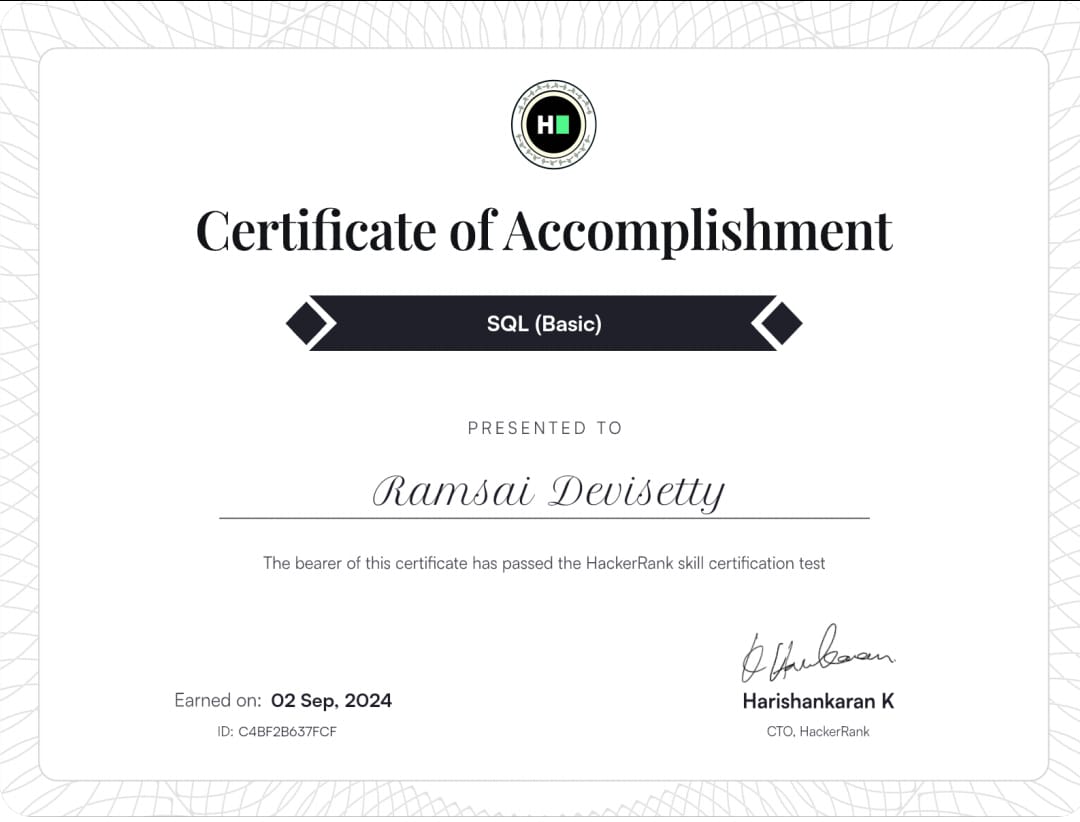 H
Certificate of Accomplishment
SQL (Basic)
PRESENTED TO
Ramsai Devisetty
The bearer of this certificate has passed the HackerRank skill certification test
Earned on: 02 Sep, 2024
ID: C4BF2B637FCF
Harishankaran K
CTO, HackerRank